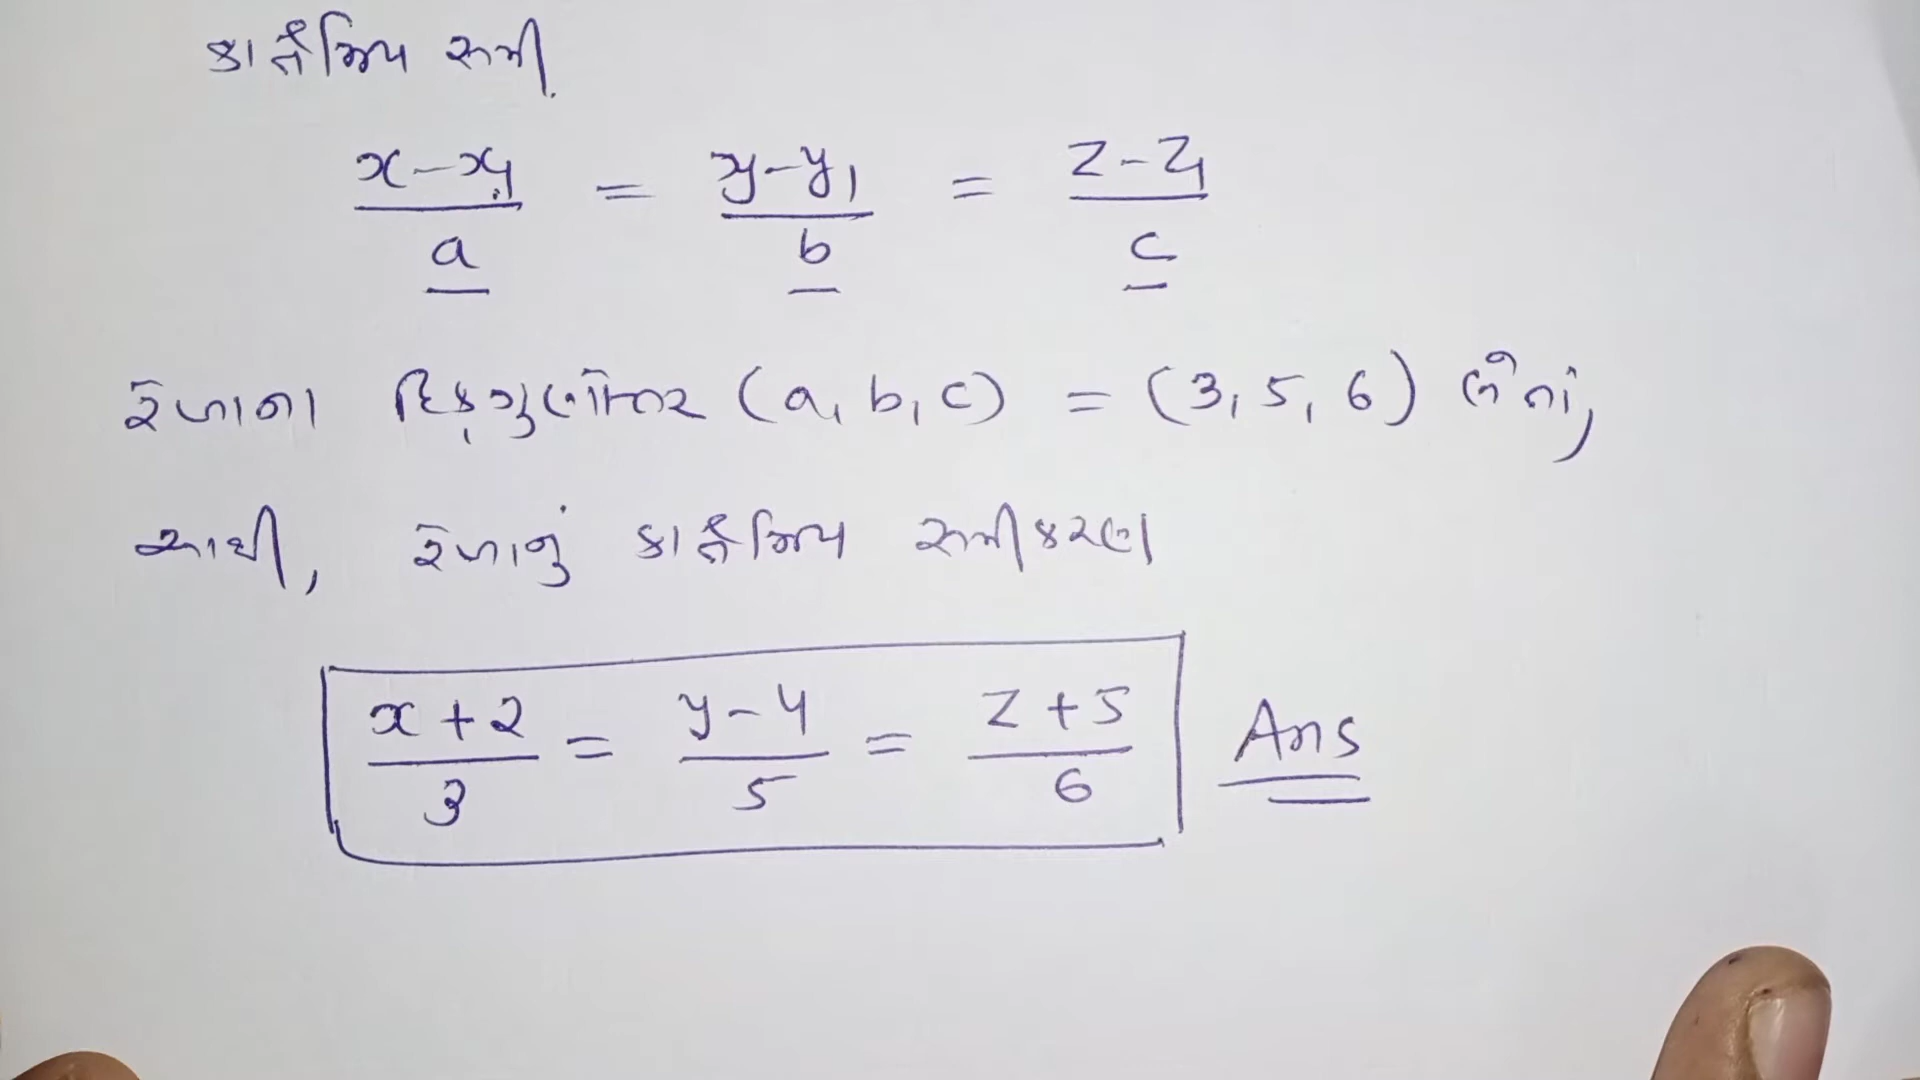 કાર્તેઝિય સમી.
x-x₁/a = y-y₁/b = z-z₁/c
રેખાના દિક્ગુણોત્તર (a, b, c) = (3, 5, 6) લેતાં,
આથી, રેખાનું કાર્તેઝિય સમીકરણ
x+2/3 = y-4/5 = z+5/6 Ans